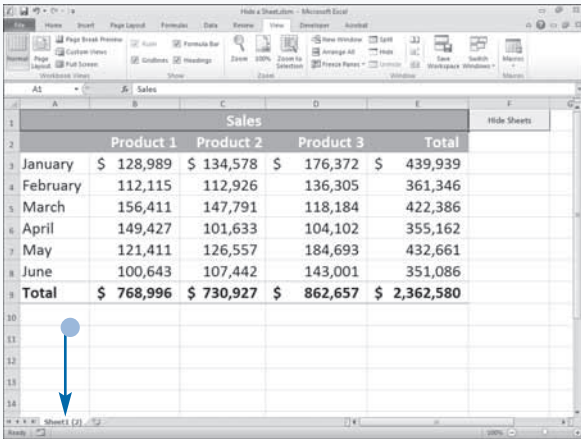 Hide a Sheet.xlsm - Microsoft Excel
File Home Insert Page Layout Formulas Data Review View Developer Acrobat
Normal Page Layout Page Break Preview Custom Views Full Screen Ruler Formula Bar Gridlines Headings Zoom 100% Zoom to Selection New Window Arrange All Freeze Panes Split Hide Unhide Save Workspace Switch Windows Macros
Workbook Views Show Zoom Window Macros
A1 fx Sales
A B C D E F G
1 Sales Hide Sheets
2 Product 1 Product 2 Product 3 Total
3 January $ 128,989 $ 134,578 $ 176,372 $ 439,939
4 February 112,115 112,926 136,305 361,346
5 March 156,411 147,791 118,184 422,386
6 April 149,427 101,633 104,102 355,162
7 May 121,411 126,557 184,693 432,661
8 June 100,643 107,442 143,001 351,086
9 Total $ 768,996 $ 730,927 $ 862,657 $ 2,362,580
10
11
12
13
14
Sheet1 (2)
Ready 100%